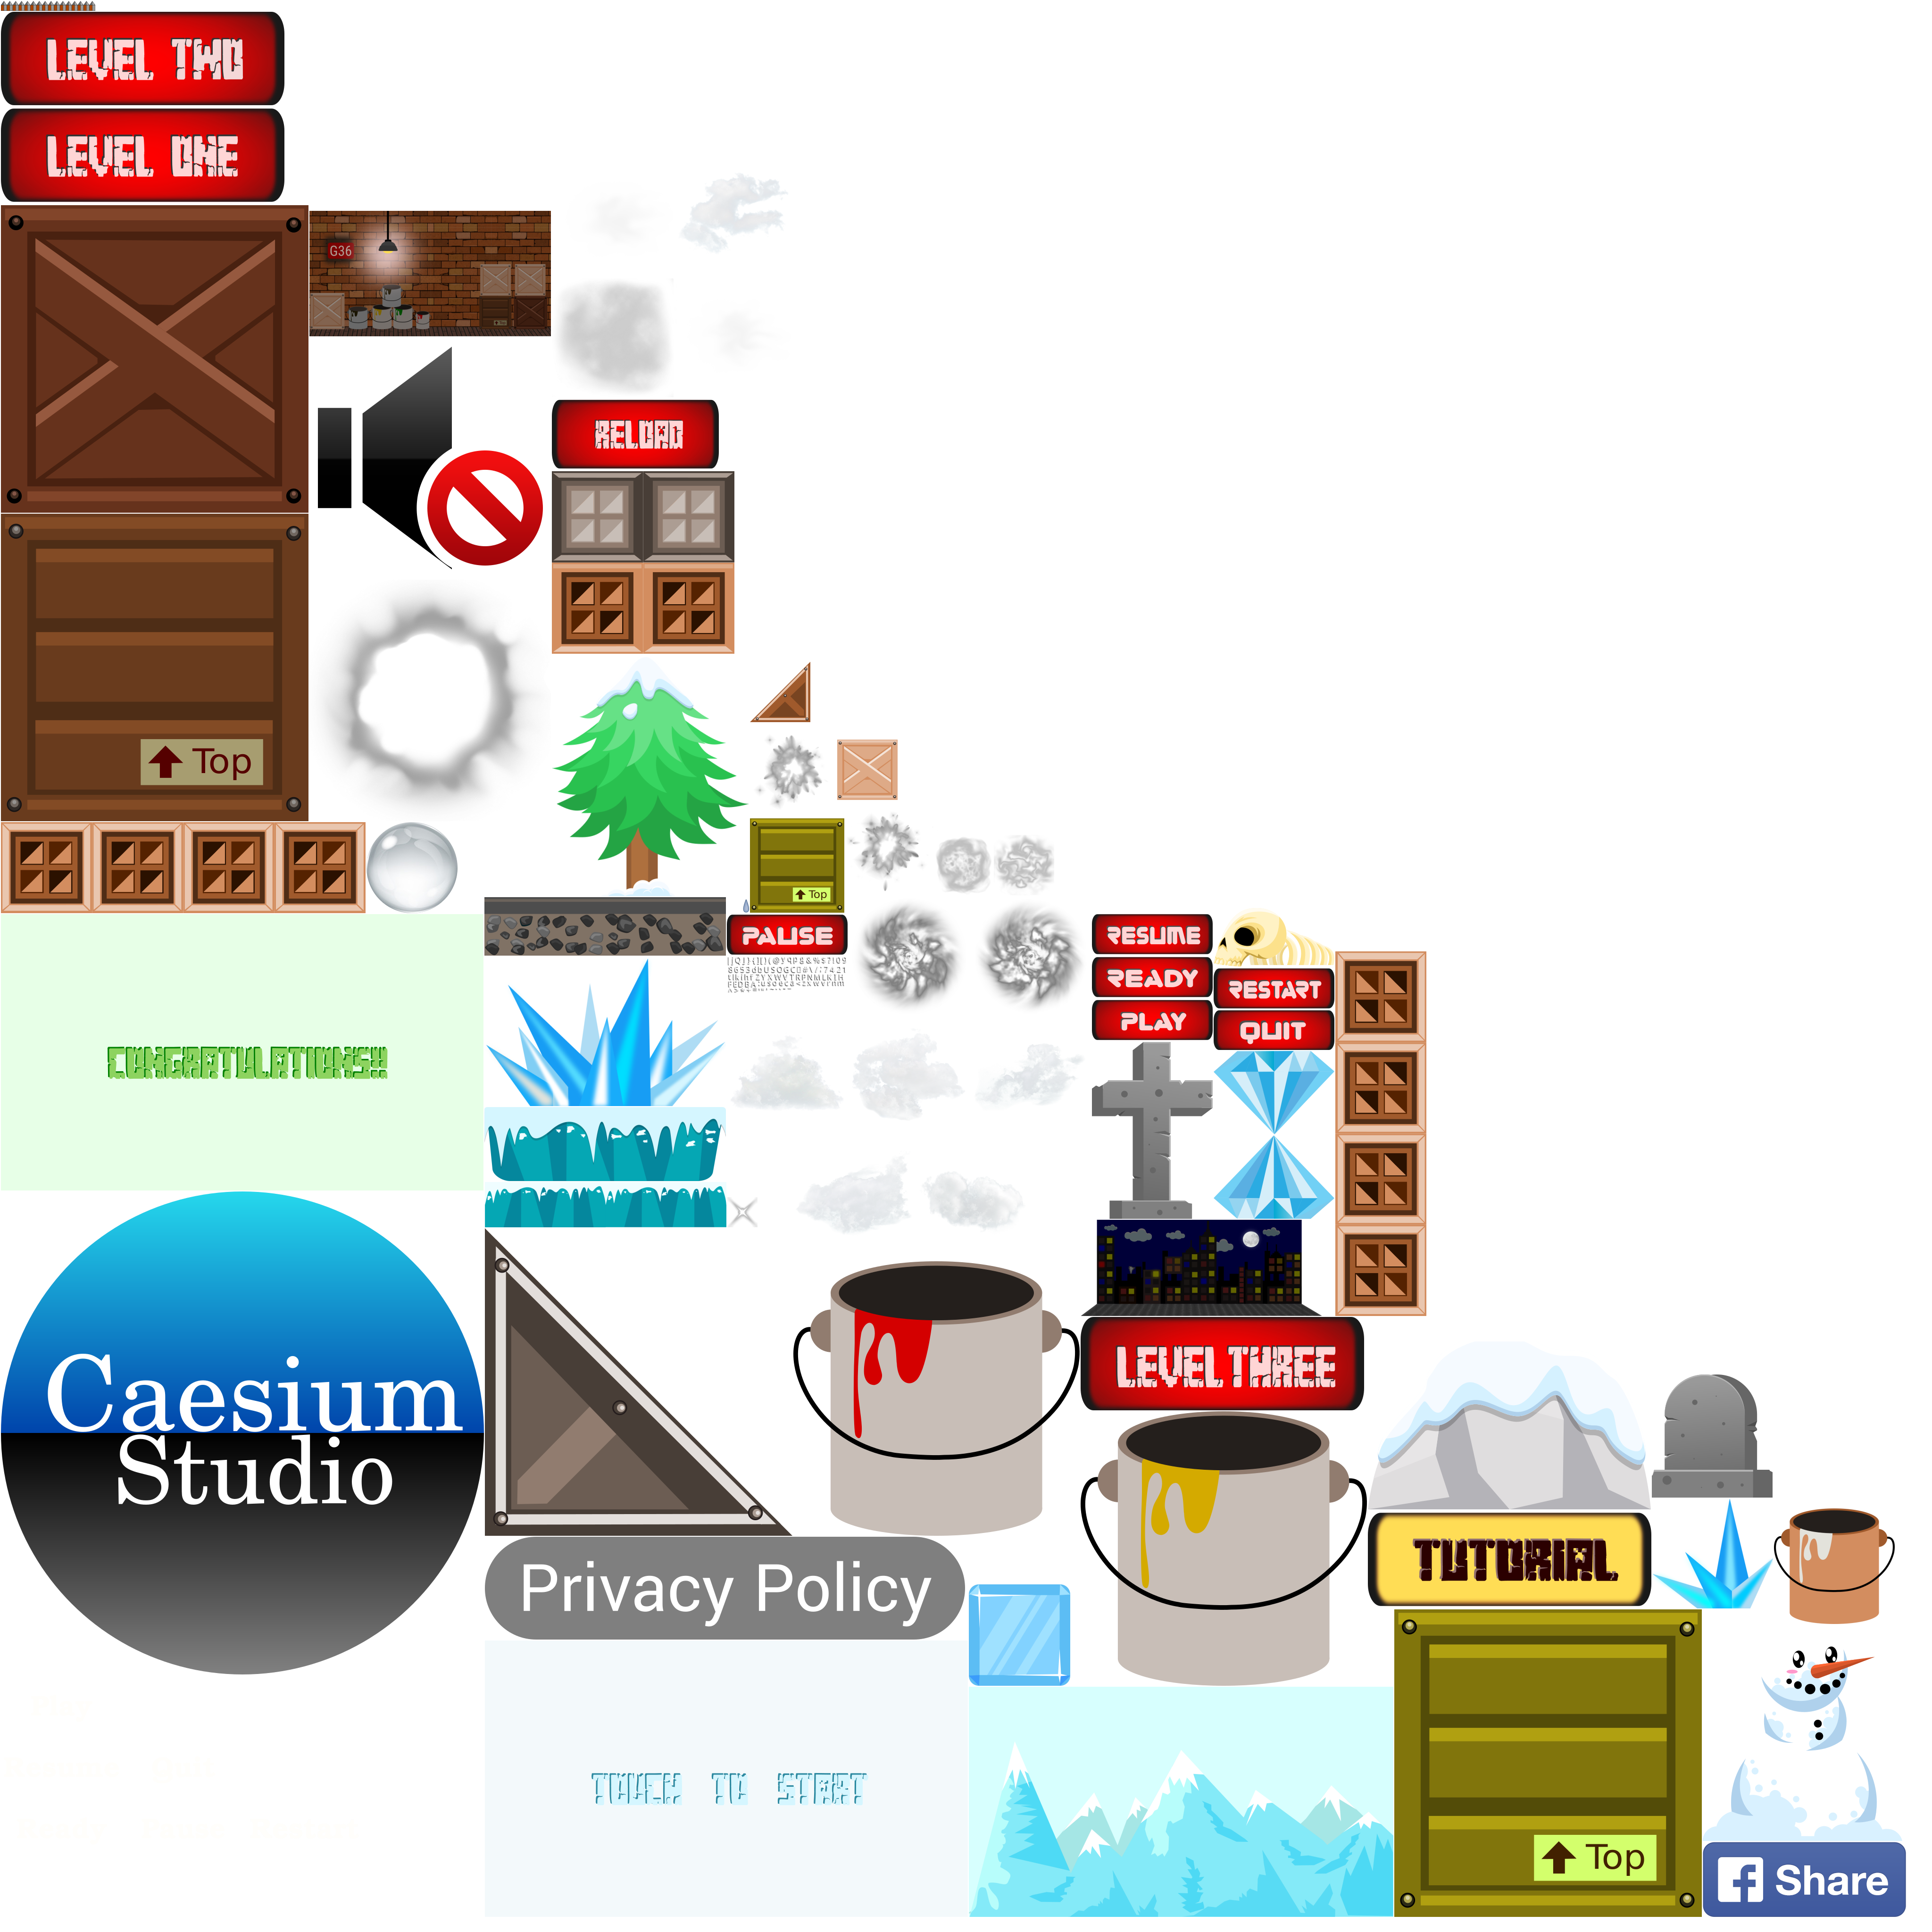 LEVEL TWO
LEVEL ONE
G36
RELOAD
Top
Top
PAUSE
RESUME
READY
RESTART
PLAY
QUIT
CONGRATULATIONS!!
LEVEL THREE
Caesium
Studio
TUTORIAL
Privacy Policy
TOUCH TO START
Top
f Share